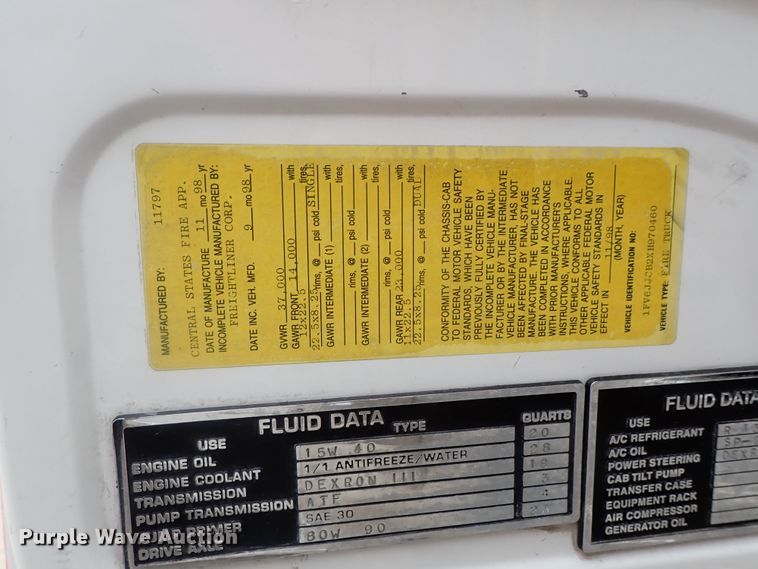 11797
MANUFACTURED BY:
CENTRAL STATES FIRE APP.
DATE OF MANUFACTURE 11 mo 98 yr
INCOMPLETE VEHICLE MANUFACTURED BY:
FREIGHTLINER CORP.
DATE INC. VEH. MFD. 9 mo 98 yr
GVWR 37,000
GAWR FRONT 14,000 with
12x22.5 tires,
22.5x8.25 rims, @ psi cold SINGLE
GAWR INTERMEDIATE (1) with
tires,
rims, @ psi cold
GAWR INTERMEDIATE (2) with
tires,
rims, @ psi cold
GAWR REAR 23,000 with
11x22.5 tires,
22.5x8.25 rims, @ psi cold DUAL
CONFORMITY OF THE CHASSIS-CAB
TO FEDERAL MOTOR VEHICLE SAFETY
STANDARDS, WHICH HAVE BEEN
PREVIOUSLY FULLY CERTIFIED BY
THE INCOMPLETE VEHICLE MANU-
FACTURER OR BY THE INTERMEDIATE
VEHICLE MANUFACTURER, HAS NOT
BEEN AFFECTED BY FINAL-STAGE
MANUFACTURER. THE VEHICLE HAS
BEEN COMPLETED IN ACCORDANCE
WITH PRIOR MANUFACTURERS'
INSTRUCTIONS, WHERE APPLICABLE.
THIS VEHICLE CONFORMS TO ALL
OTHER APPLICABLE FEDERAL MOTOR
VEHICLE SAFETY STANDARDS IN
EFFECT IN 11/98
(MONTH, YEAR)
VEHICLE IDENTIFICATION NO:
1FV6JJCB2XH970460
VEHICLE TYPE: FIRE TRUCK
FLUID DATA
USE TYPE QUARTS
ENGINE OIL 15W 40 20
ENGINE COOLANT 1/1 ANTIFREEZE/WATER 28
TRANSMISSION DEXRON III 18
PUMP TRANSMISSION ATF 3
PRIMER SAE 30 4
DRIVE AXLE 80W 90
FLUID DATA
USE
A/C REFRIGERANT
A/C OIL
POWER STEERING
CAB TILT PUMP
TRANSFER CASE
EQUIPMENT RACK
AIR COMPRESSOR
GENERATOR OIL
Purple Wave Auction